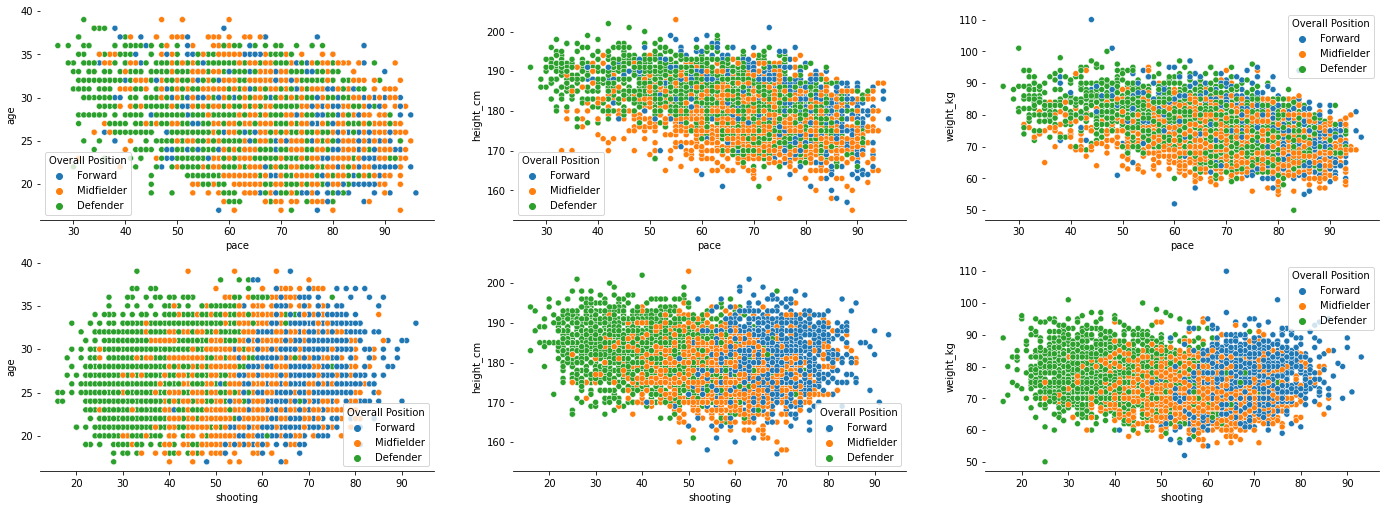 40
35
30
25
20
age
Overall Position
Forward
Midfielder
Defender
30 40 50 60 70 80 90
pace
200
190
180
170
160
height_cm
Overall Position
Forward
Midfielder
Defender
30 40 50 60 70 80 90
pace
110
100
90
80
70
60
50
weight_kg
Overall Position
Forward
Midfielder
Defender
30 40 50 60 70 80 90
pace
40
35
30
25
20
age
Overall Position
Forward
Midfielder
Defender
20 30 40 50 60 70 80 90
shooting
200
190
180
170
160
height_cm
Overall Position
Forward
Midfielder
Defender
20 30 40 50 60 70 80 90
shooting
110
100
90
80
70
60
50
weight_kg
Overall Position
Forward
Midfielder
Defender
20 30 40 50 60 70 80 90
shooting